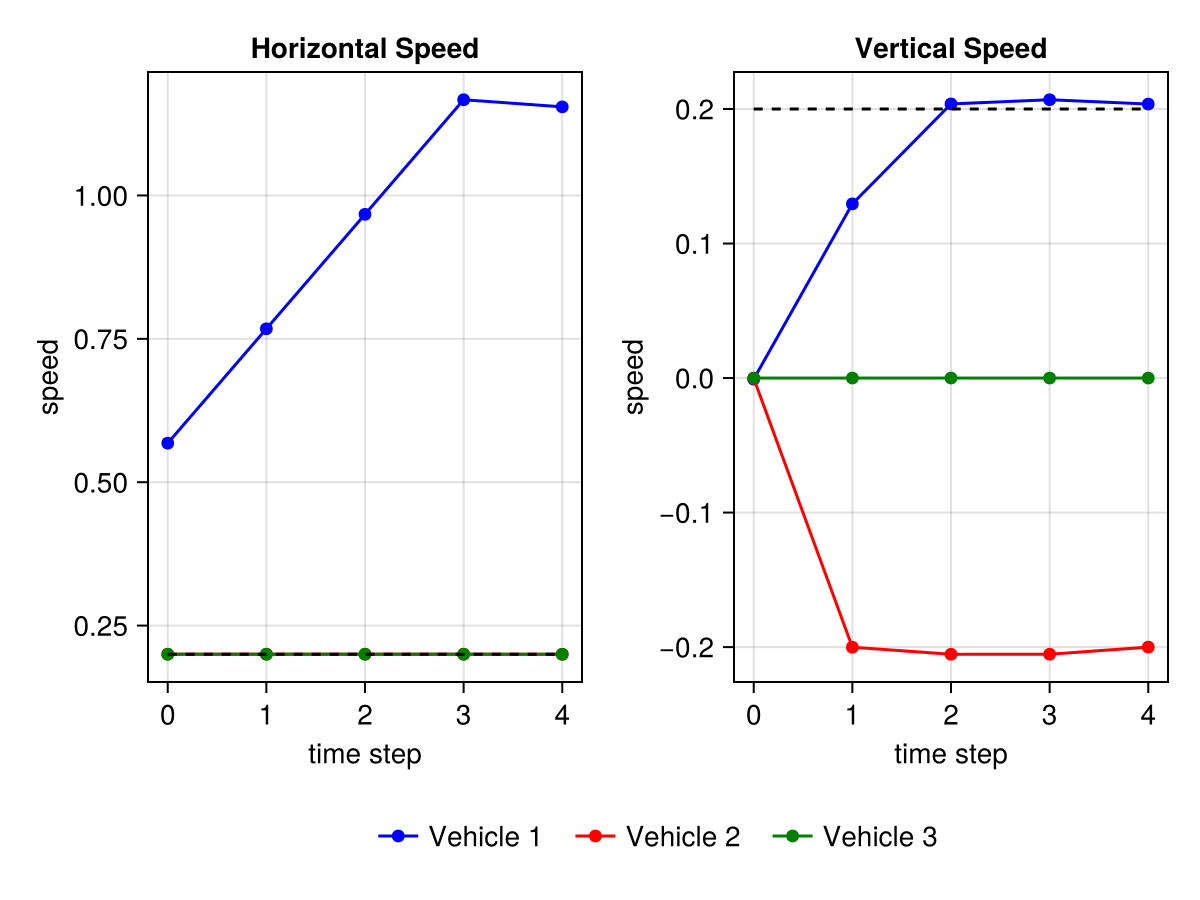 Horizontal Speed
Vertical Speed
speed
1.00
0.75
0.50
0.25
0
1
2
3
4
time step
speed
0.2
0.1
0.0
−0.1
−0.2
0
1
2
3
4
time step
Vehicle 1
Vehicle 2
Vehicle 3